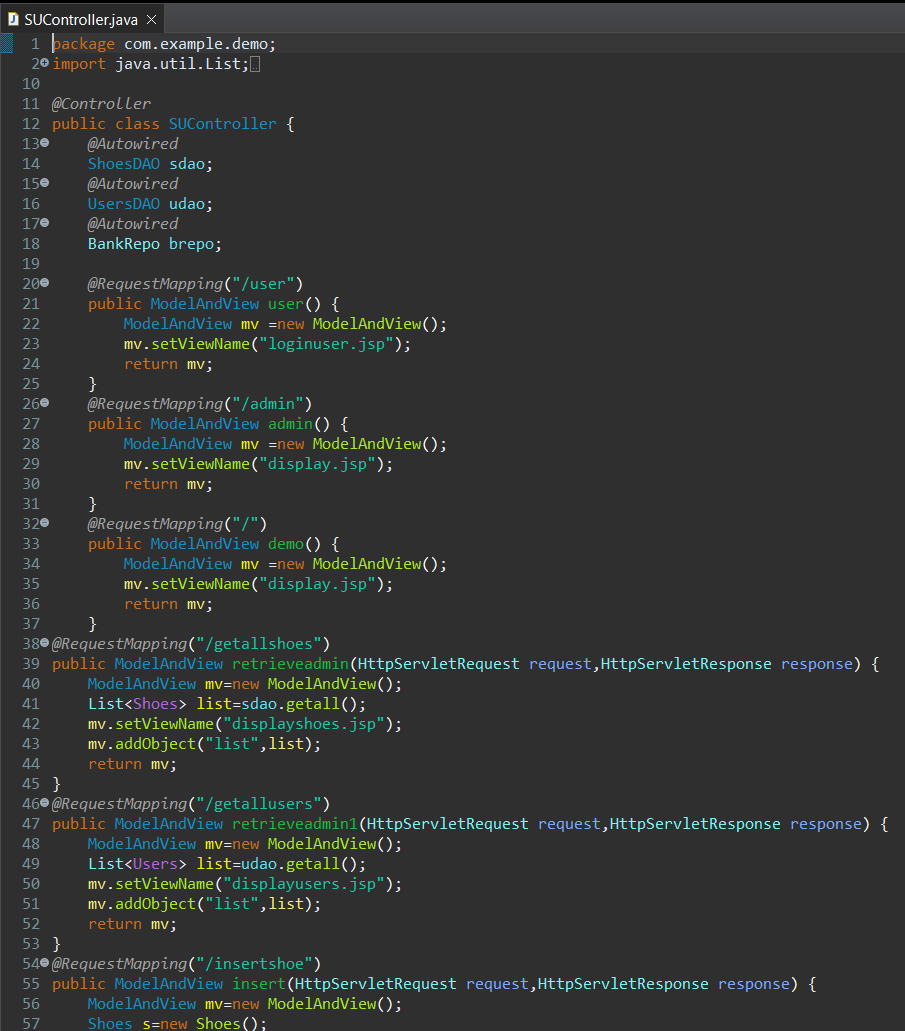 SUController.java
1 package com.example.demo;
2 import java.util.List;
10
11 @Controller
12 public class SUController {
13 @Autowired
14 ShoesDAO sdao;
15 @Autowired
16 UsersDAO udao;
17 @Autowired
18 BankRepo brepo;
19
20 @RequestMapping("/user")
21 public ModelAndView user() {
22 ModelAndView mv =new ModelAndView();
23 mv.setViewName("loginuser.jsp");
24 return mv;
25 }
26 @RequestMapping("/admin")
27 public ModelAndView admin() {
28 ModelAndView mv =new ModelAndView();
29 mv.setViewName("display.jsp");
30 return mv;
31 }
32 @RequestMapping("/")
33 public ModelAndView demo() {
34 ModelAndView mv =new ModelAndView();
35 mv.setViewName("display.jsp");
36 return mv;
37 }
38 @RequestMapping("/getallshoes")
39 public ModelAndView retrieveadmin(HttpServletRequest request,HttpServletResponse response) {
40 ModelAndView mv=new ModelAndView();
41 List<Shoes> list=sdao.getall();
42 mv.setViewName("displayshoes.jsp");
43 mv.addObject("list",list);
44 return mv;
45 }
46 @RequestMapping("/getallusers")
47 public ModelAndView retrieveadmin1(HttpServletRequest request,HttpServletResponse response) {
48 ModelAndView mv=new ModelAndView();
49 List<Users> list=udao.getall();
50 mv.setViewName("displayusers.jsp");
51 mv.addObject("list",list);
52 return mv;
53 }
54 @RequestMapping("/insertshoe")
55 public ModelAndView insert(HttpServletRequest request,HttpServletResponse response) {
56 ModelAndView mv=new ModelAndView();
57 Shoes s=new Shoes();